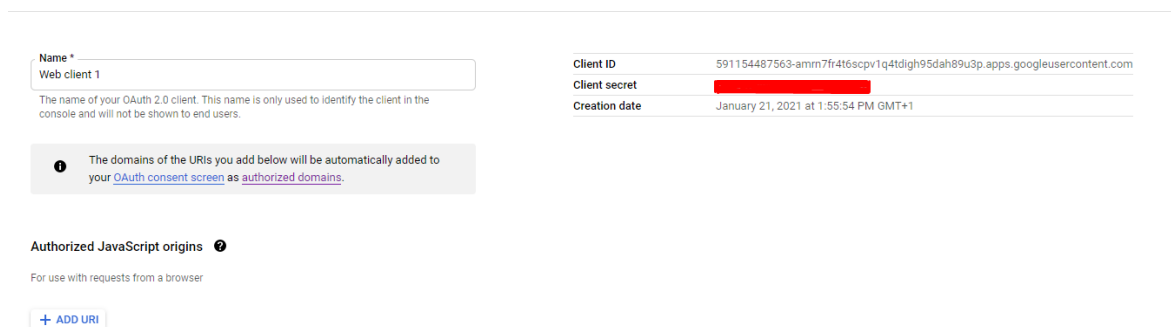 Name *
Web client 1
The name of your OAuth 2.0 client. This name is only used to identify the client in the
console and will not be shown to end users.
The domains of the URIs you add below will be automatically added to
your OAuth consent screen as authorized domains.
Authorized JavaScript origins
For use with requests from a browser
+ ADD URI
Client ID 591154487563-amrn7fr4t6scpv1q4tdigh95dah89u3p.apps.googleusercontent.com
Client secret
Creation date January 21, 2021 at 1:55:54 PM GMT+1